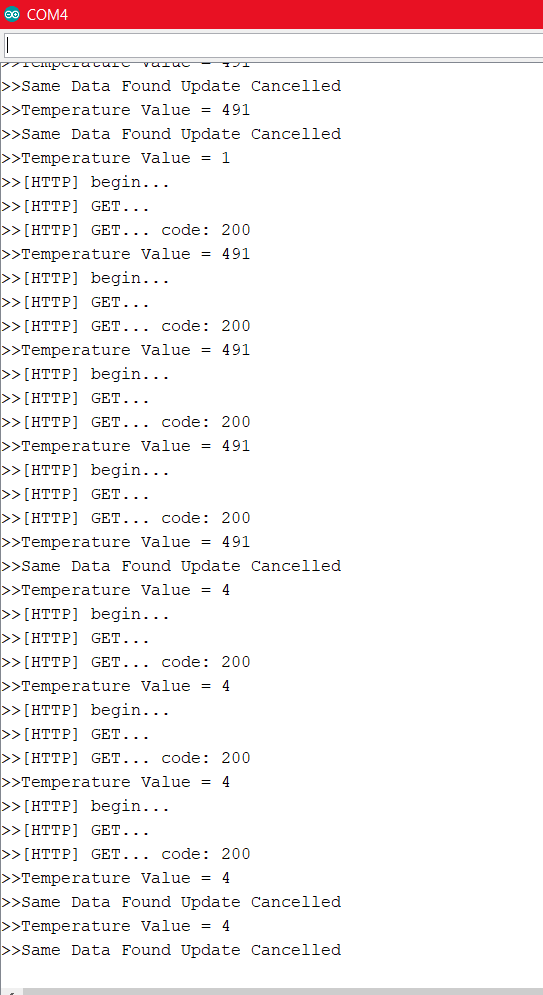 COM4
>>Temperature Value = 491
>>Same Data Found Update Cancelled
>>Temperature Value = 491
>>Same Data Found Update Cancelled
>>Temperature Value = 1
>>[HTTP] begin...
>>[HTTP] GET...
>>[HTTP] GET... code: 200
>>Temperature Value = 491
>>[HTTP] begin...
>>[HTTP] GET...
>>[HTTP] GET... code: 200
>>Temperature Value = 491
>>[HTTP] begin...
>>[HTTP] GET...
>>[HTTP] GET... code: 200
>>Temperature Value = 491
>>[HTTP] begin...
>>[HTTP] GET...
>>[HTTP] GET... code: 200
>>Temperature Value = 491
>>Same Data Found Update Cancelled
>>Temperature Value = 4
>>[HTTP] begin...
>>[HTTP] GET...
>>[HTTP] GET... code: 200
>>Temperature Value = 4
>>[HTTP] begin...
>>[HTTP] GET...
>>[HTTP] GET... code: 200
>>Temperature Value = 4
>>[HTTP] begin...
>>[HTTP] GET...
>>[HTTP] GET... code: 200
>>Temperature Value = 4
>>Same Data Found Update Cancelled
>>Temperature Value = 4
>>Same Data Found Update Cancelled